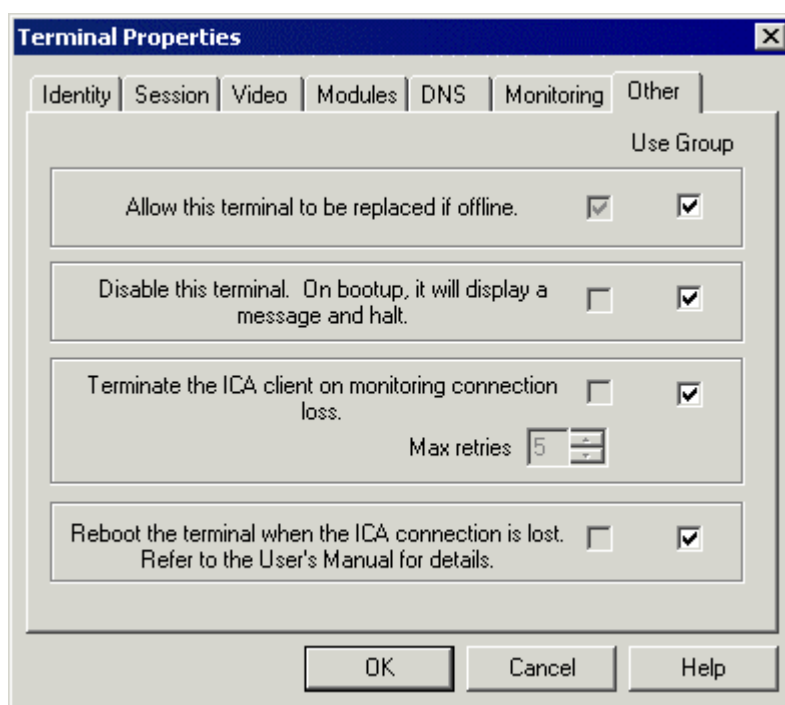 Terminal Properties
Identity Session Video Modules DNS Monitoring Other
Use Group
Allow this terminal to be replaced if offline.
Disable this terminal.  On bootup, it will display a
message and halt.
Terminate the ICA client on monitoring connection
loss.
Max retries 5
Reboot the terminal when the ICA connection is lost.
Refer to the User's Manual for details.
OK Cancel Help